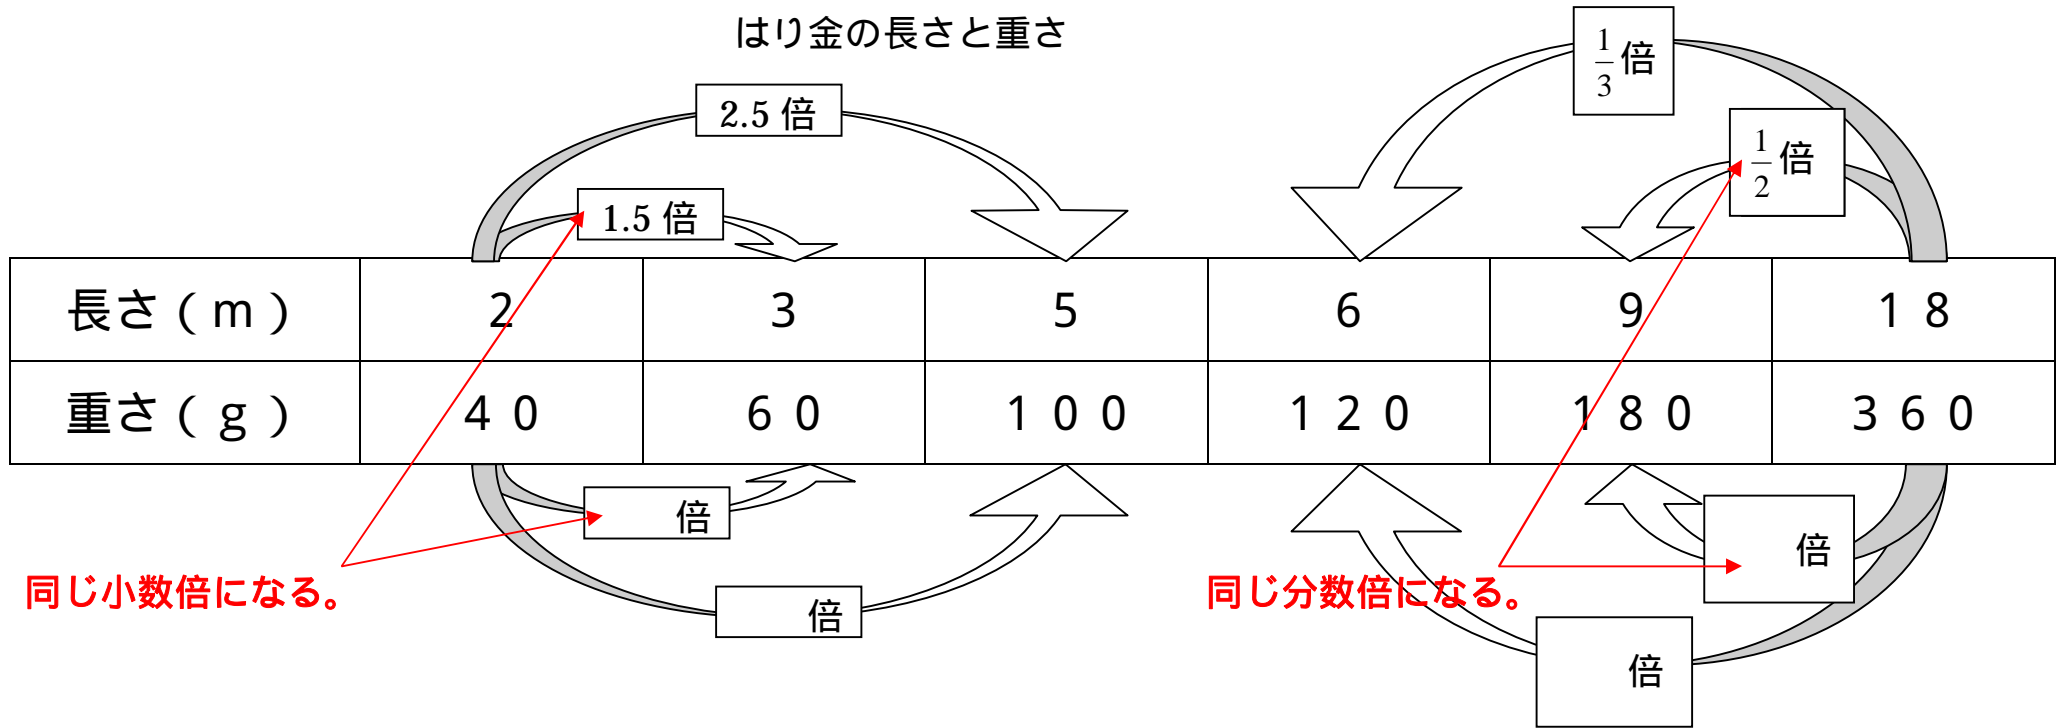 はり金の長さと重さ
1/3倍
2.5倍
1/2倍
1.5倍
長さ(m) 2 3 5 6 9 18
重さ(g) 40 60 100 120 180 360
倍
倍
同じ小数倍になる。
同じ分数倍になる。
倍
倍